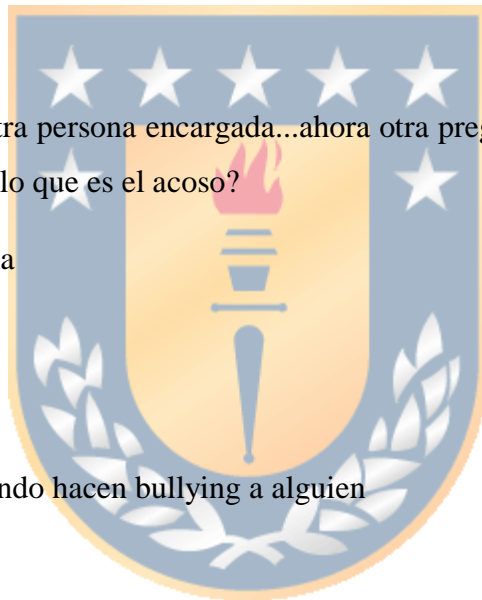 tra persona encargada...ahora otra preg
lo que es el acoso?
a
ndo hacen bullying a alguien